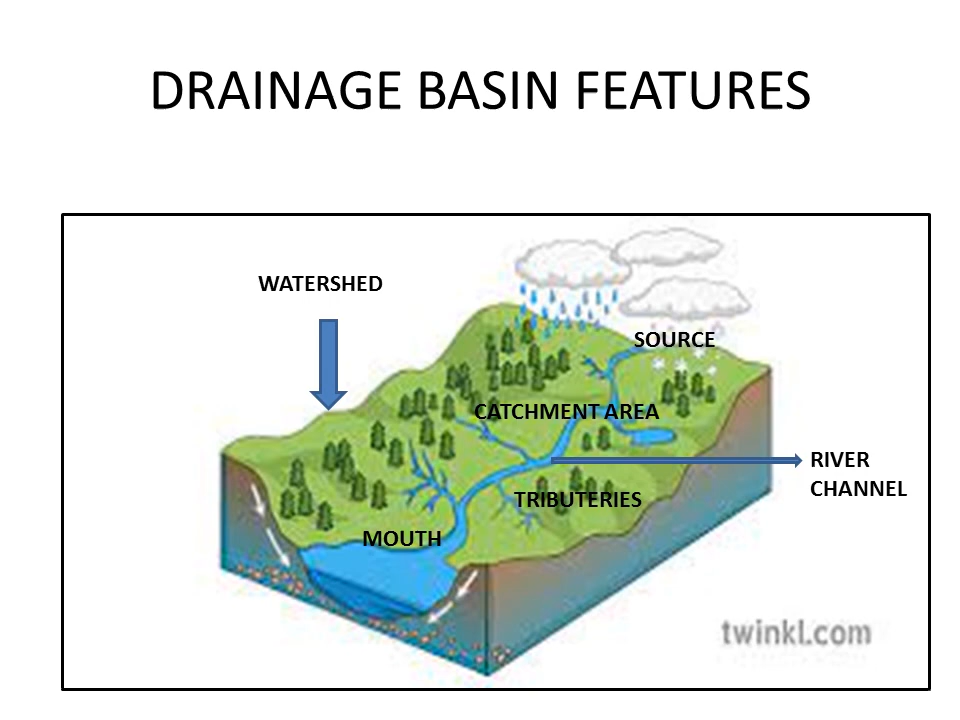 DRAINAGE BASIN FEATURES
WATERSHED
SOURCE
CATCHMENT AREA
RIVER
CHANNEL
TRIBUTERIES
MOUTH
twinkl.com